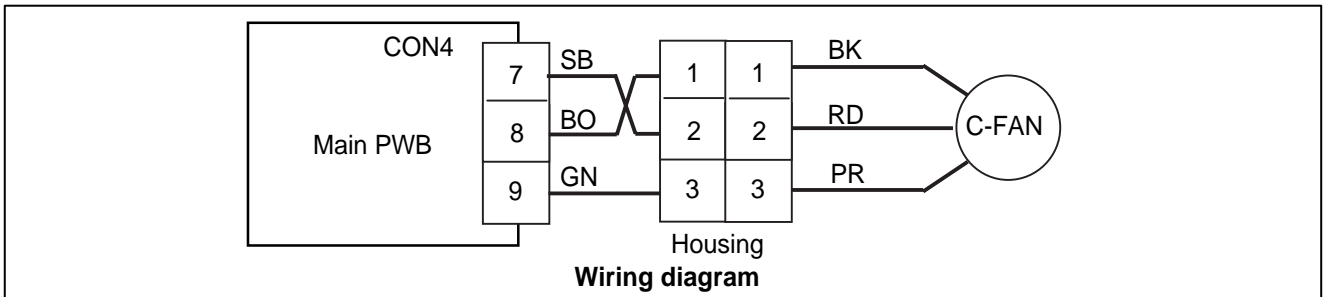 CON4
Main PWB
7 SB 1 1 BK
8 BO 2 2 RD C-FAN
9 GN 3 3 PR
Housing
Wiring diagram